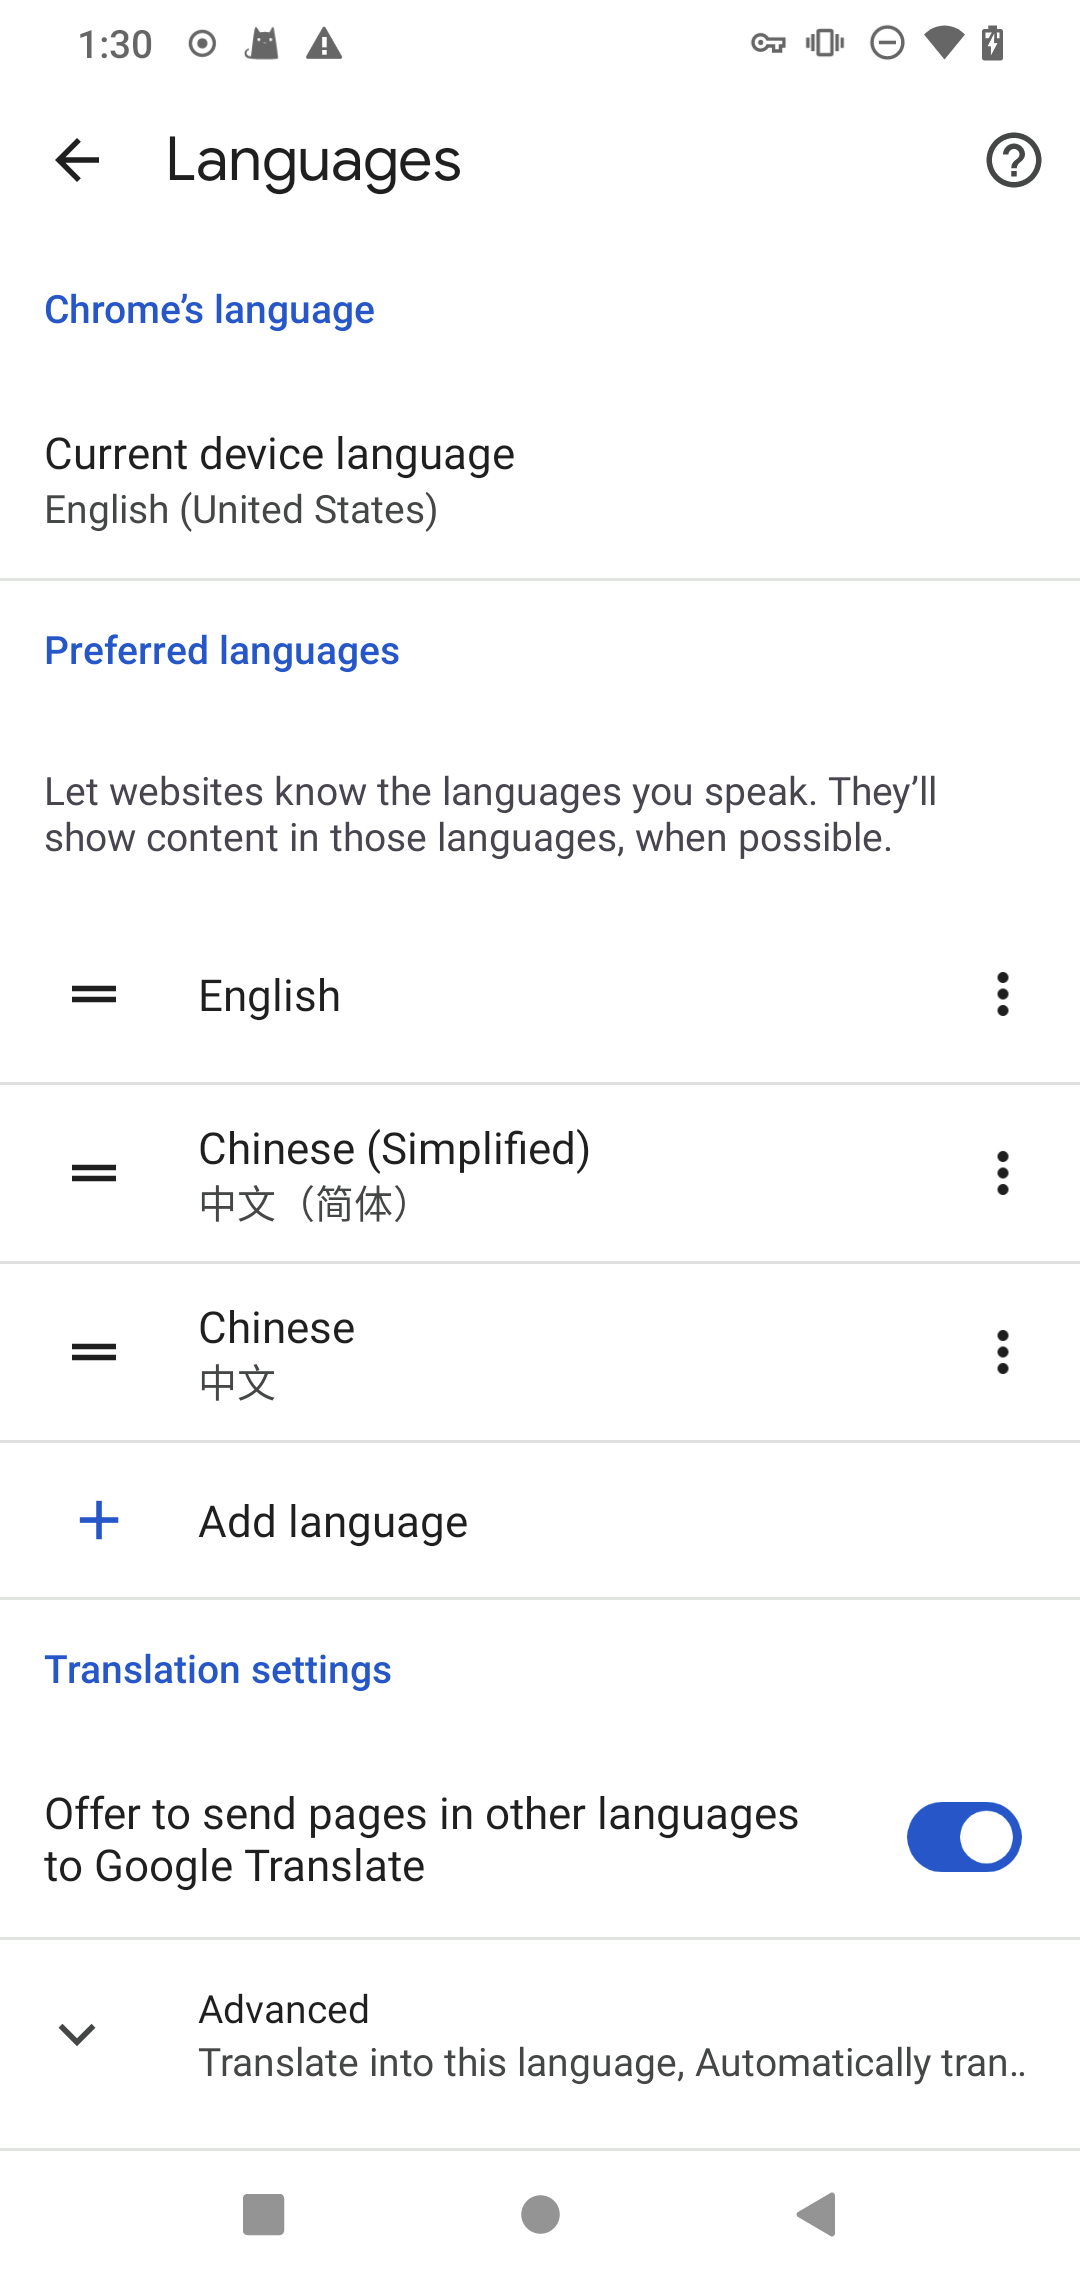 1:30
Languages
Chrome’s language
Current device language
English (United States)
Preferred languages
Let websites know the languages you speak. They’ll
show content in those languages, when possible.
English
Chinese (Simplified)
中文（简体）
Chinese
中文
Add language
Translation settings
Offer to send pages in other languages
to Google Translate
Advanced
Translate into this language, Automatically tran..